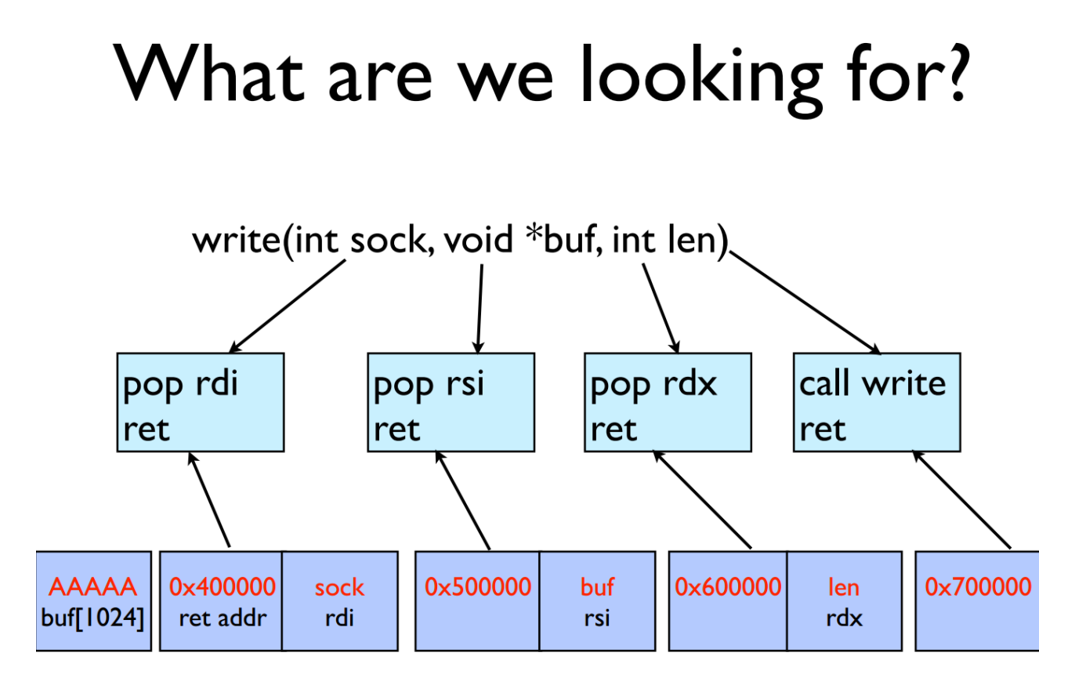 What are we looking for?
write(int sock, void *buf, int len)
pop rdi
ret
pop rsi
ret
pop rdx
ret
call write
ret
AAAAA
buf[1024]
0x400000
ret addr
sock
rdi
0x500000
buf
rsi
0x600000
len
rdx
0x700000